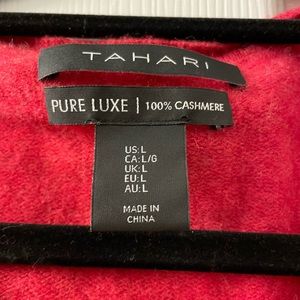 TAHARI
PURE LUXE | 100% CASHMERE
US:L
CA:L/G
UK:L
EU:L
AU:L
MADE IN
CHINA